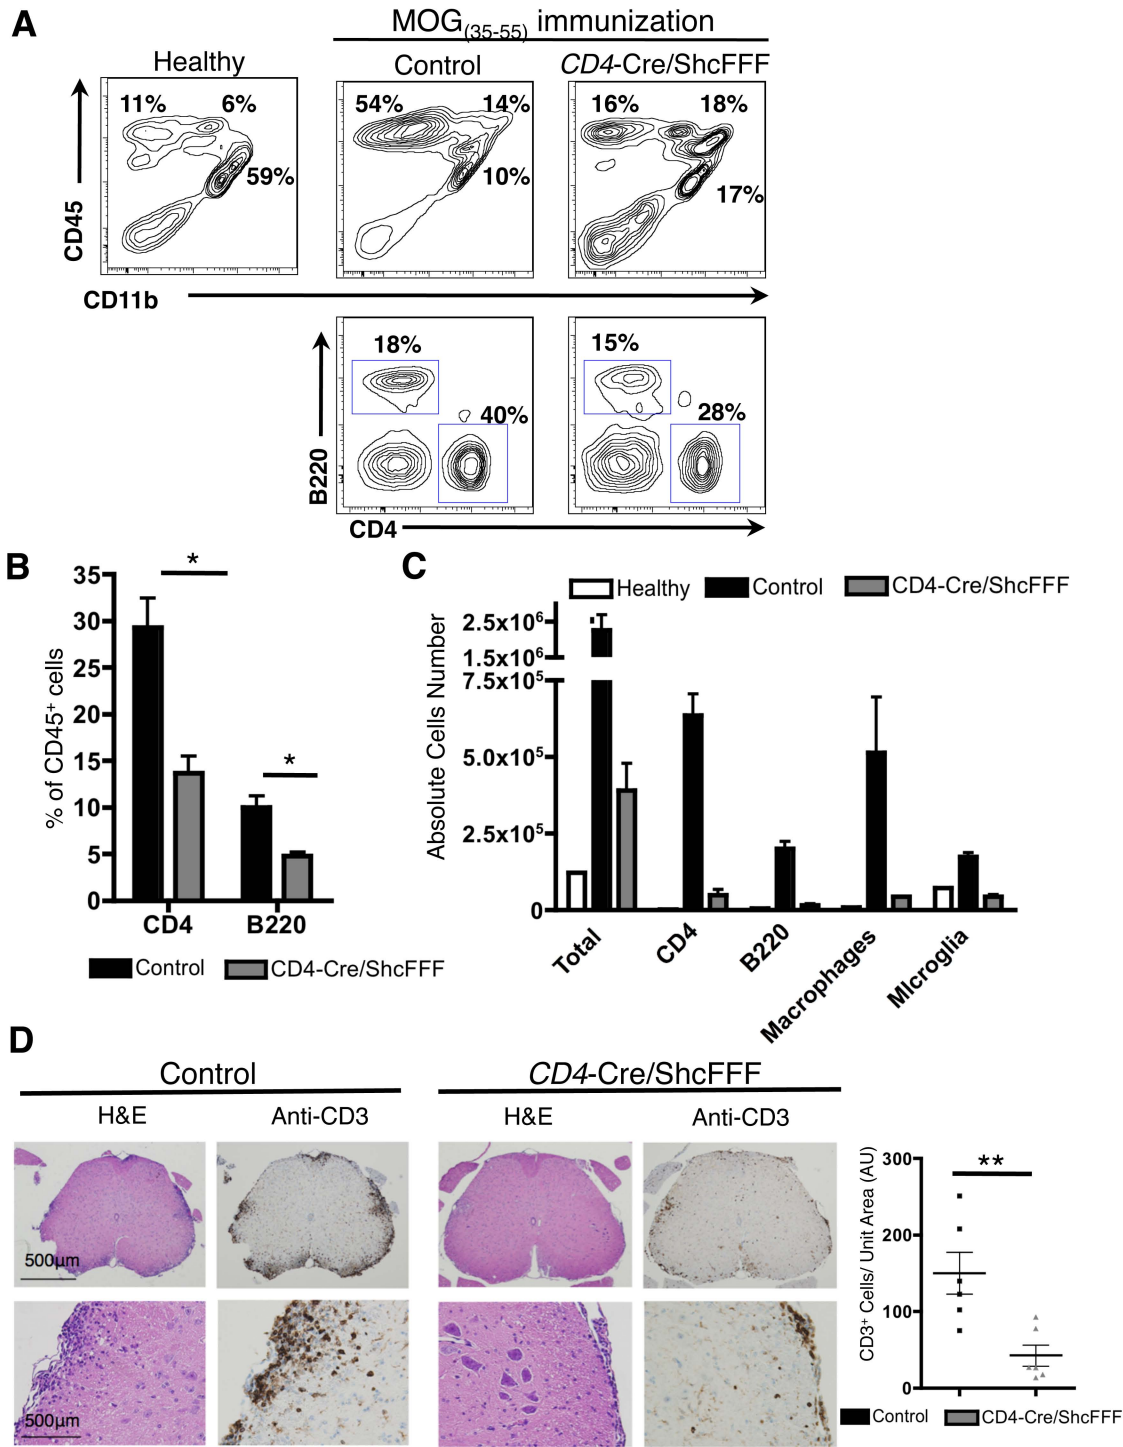 A
MOG(35-55) immunization
Healthy
Control
CD4-Cre/ShcFFF
11%
6%
59%
54%
14%
10%
16%
18%
17%
CD45
CD11b
18%
40%
15%
28%
B220
CD4
B
*
*
% of CD45+ cells
35
30
25
20
15
10
5
0
CD4
B220
Control
CD4-Cre/ShcFFF
C
Healthy
Control
CD4-Cre/ShcFFF
Absolute Cells Number
2.5x10⁶
1.5x10⁶
7.5x10⁵
5.0x10⁵
2.5x10⁵
0
Total
CD4
B220
Macrophages
MIcroglia
D
Control
CD4-Cre/ShcFFF
H&E
Anti-CD3
H&E
Anti-CD3
500µm
500µm
CD3+ Cells/ Unit Area (AU)
300
200
100
0
**
Control
CD4-Cre/ShcFFF